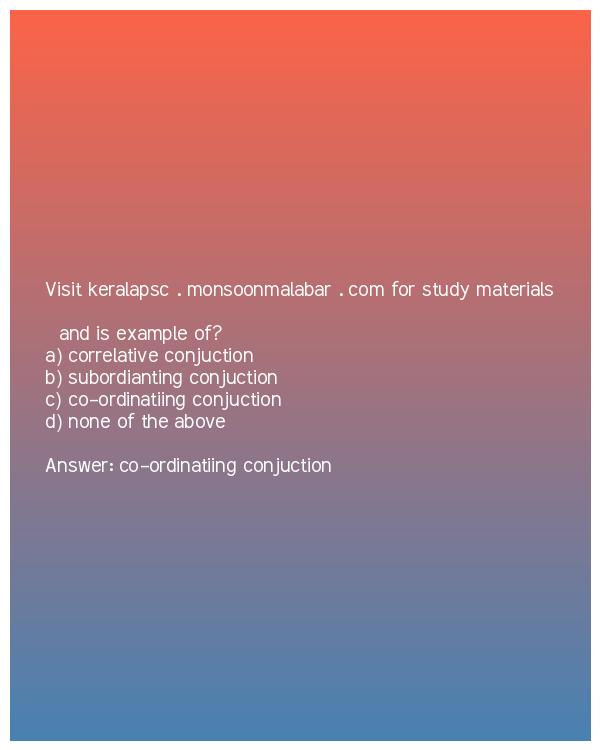 Visit keralapsc . monsoonmalabar . com for study materials
and is example of?
a) correlative conjuction
b) subordianting conjuction
c) co-ordinatiing conjuction
d) none of the above
Answer: co-ordinatiing conjuction